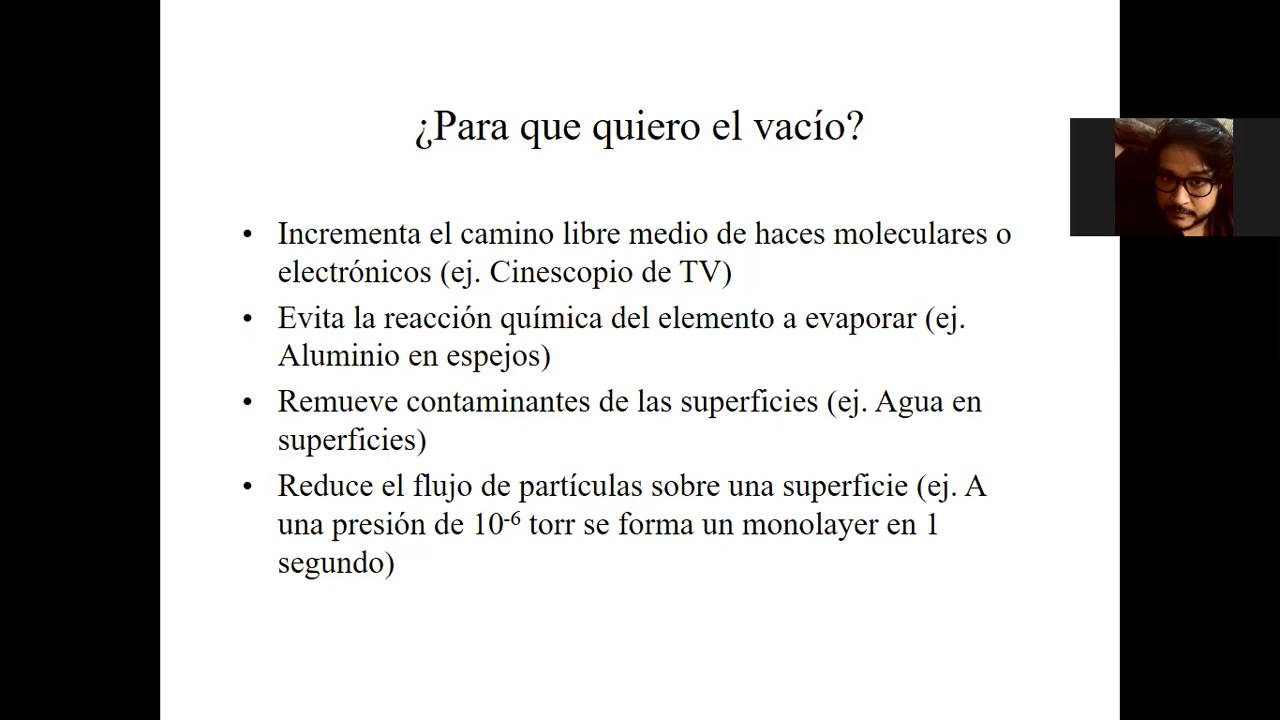 ¿Para que quiero el vacío?
• Incrementa el camino libre medio de haces moleculares o
electrónicos (ej. Cinescopio de TV)
• Evita la reacción química del elemento a evaporar (ej.
Aluminio en espejos)
• Remueve contaminantes de las superficies (ej. Agua en
superficies)
• Reduce el flujo de partículas sobre una superficie (ej. A
una presión de 10⁻⁶ torr se forma un monolayer en 1
segundo)